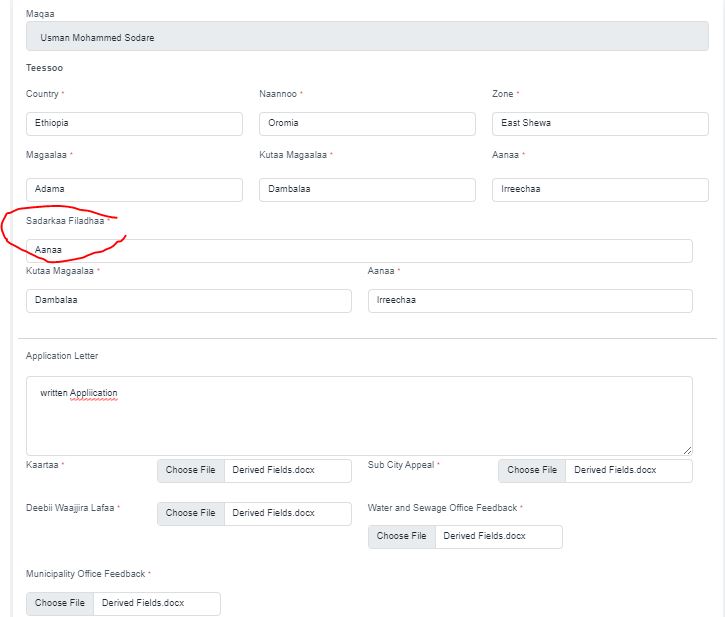 Maqaa
Usman Mohammed Sodare
Teessoo
Country * Naannoo * Zone *
Ethiopia Oromia East Shewa
Magaalaa * Kutaa Magaalaa * Aanaa *
Adama Dambalaa Irreechaa
Sadarkaa Filadhaa *
Aanaa
Kutaa Magaalaa * Aanaa *
Dambalaa Irreechaa
Application Letter
written Appliication
Kaartaa * Choose File Derived Fields.docx Sub City Appeal * Choose File Derived Fields.docx
Deebii Waajjira Lafaa * Choose File Derived Fields.docx Water and Sewage Office Feedback *
Choose File Derived Fields.docx
Municipality Office Feedback *
Choose File Derived Fields.docx